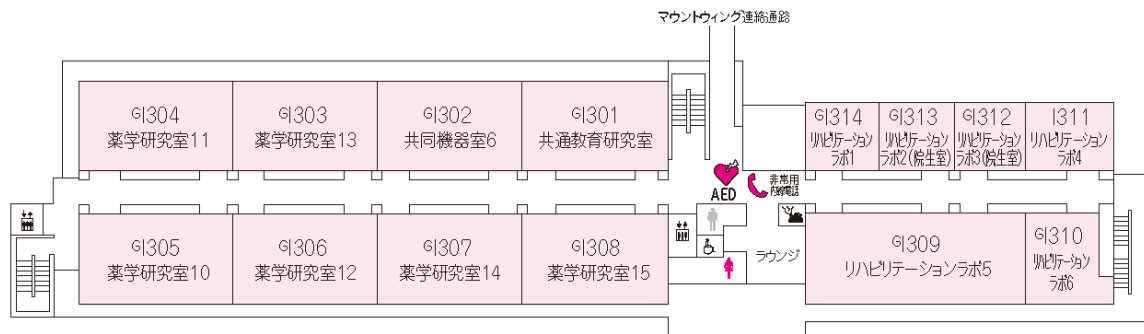 マウントウィング連絡通路
GI304
薬学研究室11
GI303
薬学研究室13
GI302
共同機器室6
GI301
共通教育研究室
GI314
リハビリテーション
ラボ1
GI313
リハビリテーション
ラボ2(院生室)
GI312
リハビリテーション
ラボ3(院生室)
I311
リハビリテーション
ラボ4
AED
非常用
内線電話
GI305
薬学研究室10
GI306
薬学研究室12
GI307
薬学研究室14
GI308
薬学研究室15
ラウンジ
GI309
リハビリテーションラボ5
GI310
リハビリテーション
ラボ6